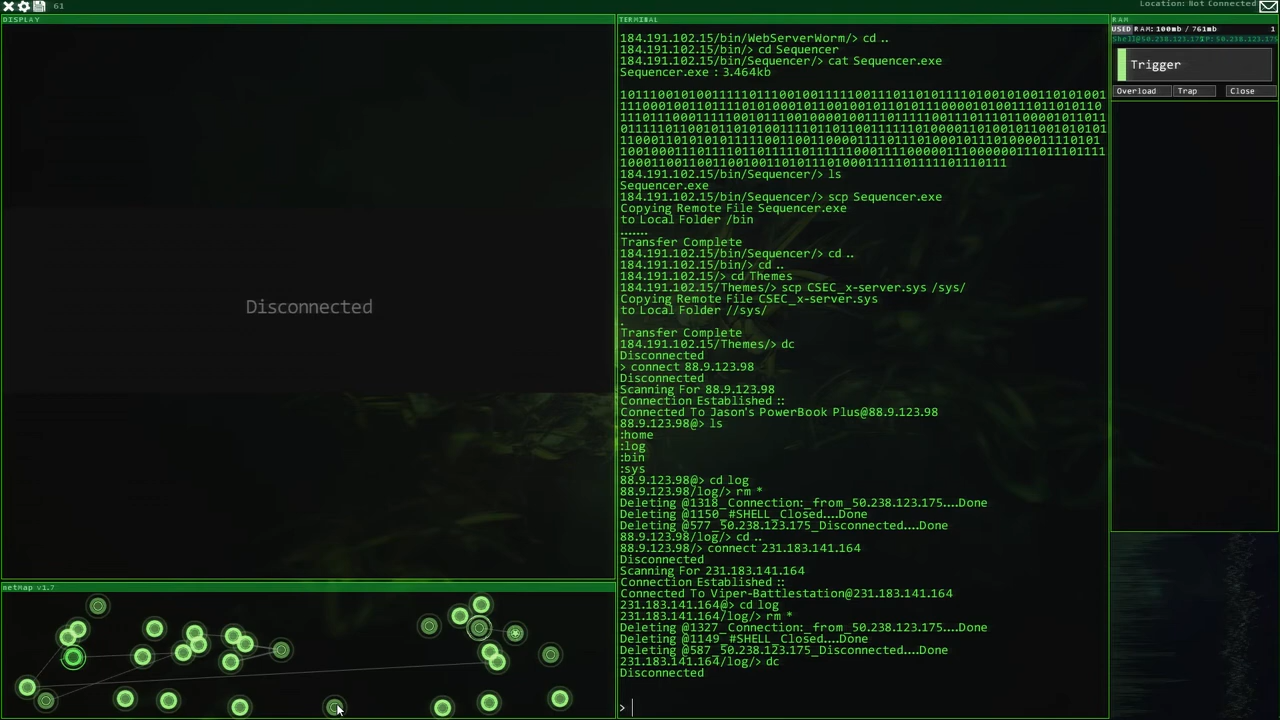 61
Location: Not Connected
DISPLAY
Disconnected
netMap v1.7
TERMINAL
184.191.102.15/bin/WebServerWorm/> cd ..
184.191.102.15/bin/> cd Sequencer
184.191.102.15/bin/Sequencer/> cat Sequencer.exe
Sequencer.exe : 3.464kb
184.191.102.15/bin/Sequencer/> ls
Sequencer.exe
184.191.102.15/bin/Sequencer/> scp Sequencer.exe
Copying Remote File Sequencer.exe
to Local Folder /bin
.......
Transfer Complete
184.191.102.15/bin/Sequencer/> cd ..
184.191.102.15/bin/> cd ..
184.191.102.15/> cd Themes
184.191.102.15/Themes/> scp CSEC_x-server.sys /sys/
Copying Remote File CSEC_x-server.sys
to Local Folder //sys/
.
Transfer Complete
184.191.102.15/Themes/> dc
Disconnected
> connect 88.9.123.98
Disconnected
Scanning For 88.9.123.98
Connection Established ::
Connected To Jason's PowerBook Plus@88.9.123.98
88.9.123.98@> ls
:home
:log
:bin
:sys
88.9.123.98@> cd log
88.9.123.98/log/> rm *
Deleting @1318_Connection:_from_50.238.123.175....Done
Deleting @1150_#SHELL_Closed....Done
Deleting @577_50.238.123.175_Disconnected....Done
88.9.123.98/log/> cd ..
88.9.123.98/> connect 231.183.141.164
Disconnected
Scanning For 231.183.141.164
Connection Established ::
Connected To Viper-Battlestation@231.183.141.164
231.183.141.164@> cd log
231.183.141.164/log/> rm *
Deleting @1327_Connection:_from_50.238.123.175....Done
Deleting @1149_#SHELL_Closed....Done
Deleting @587_50.238.123.175_Disconnected....Done
231.183.141.164/log/> dc
Disconnected
>
RAM
USED RAM: 100mb / 761mb 1
Trigger
Overload Trap Close